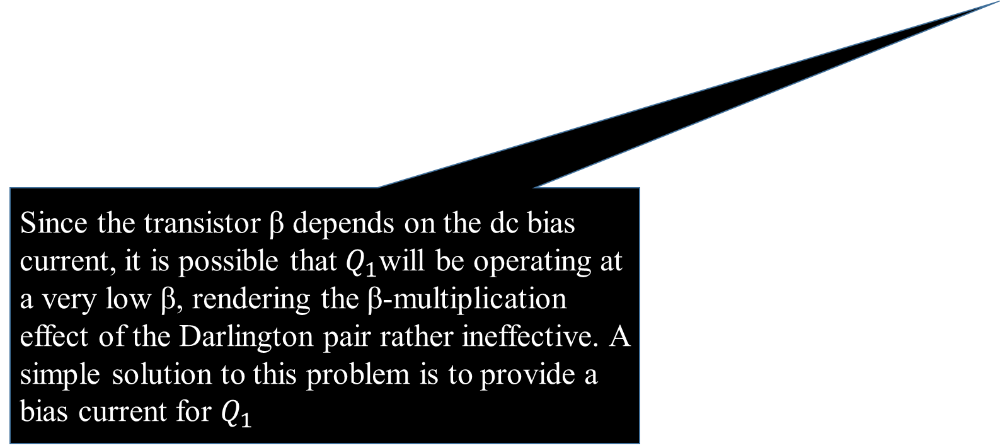 Since the transistor β depends on the dc bias
current, it is possible that Q₁ will be operating at
a very low β, rendering the β-multiplication
effect of the Darlington pair rather ineffective. A
simple solution to this problem is to provide a
bias current for Q₁